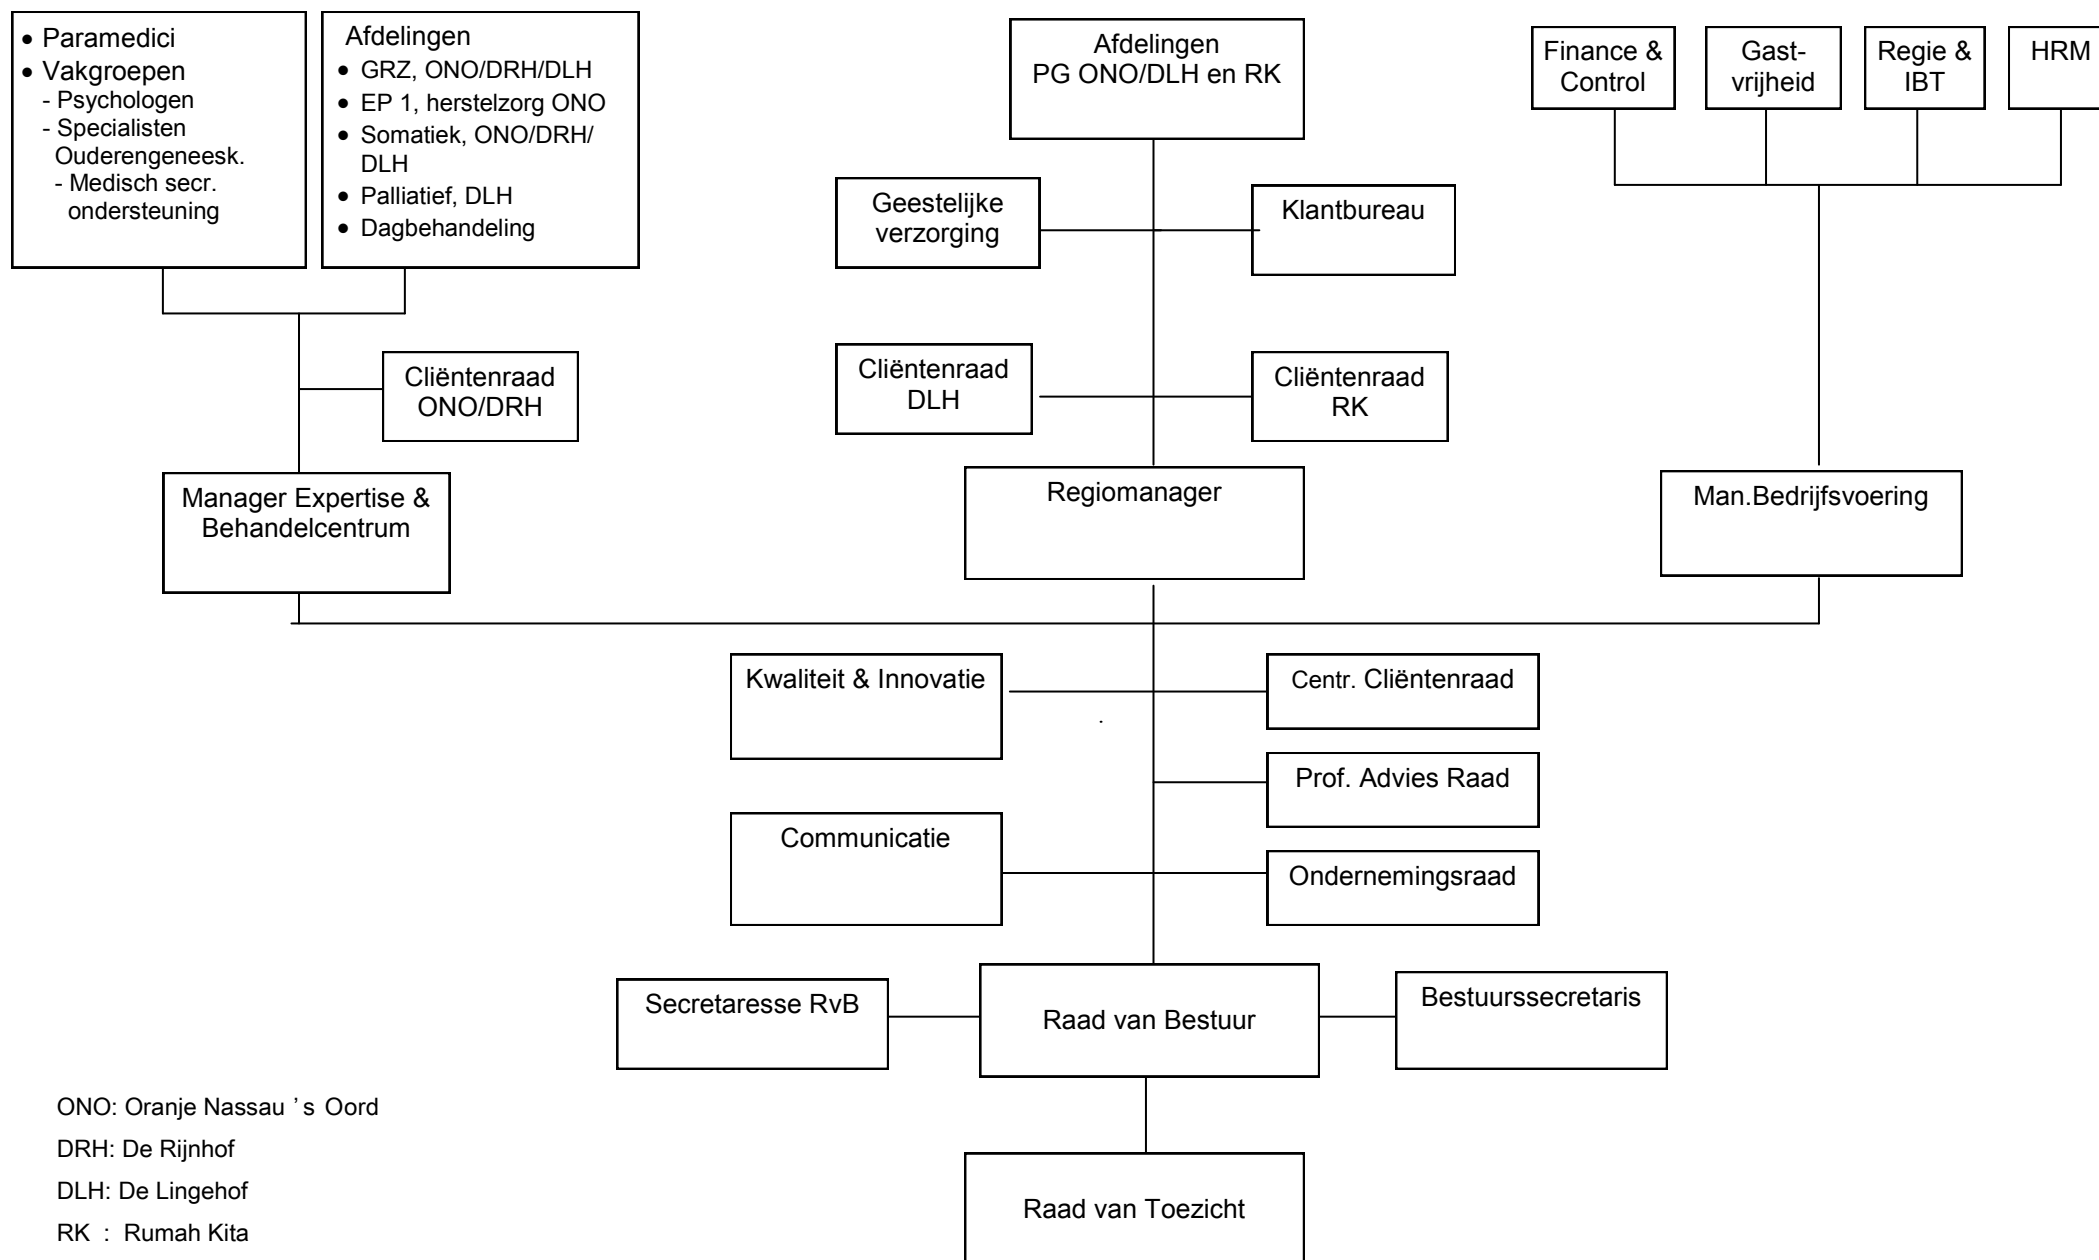 • Paramedici
• Vakgroepen
- Psychologen
- Specialisten
Ouderengeneesk.
- Medisch secr.
ondersteuning
Afdelingen
• GRZ, ONO/DRH/DLH
• EP 1, herstelzorg ONO
• Somatiek, ONO/DRH/
DLH
• Palliatief, DLH
• Dagbehandeling
Afdelingen
PG ONO/DLH en RK
Finance &
Control
Gast-
vrijheid
Regie &
IBT
HRM
Geestelijke
verzorging
Klantbureau
Cliëntenraad
ONO/DRH
Cliëntenraad
DLH
Cliëntenraad
RK
Manager Expertise &
Behandelcentrum
Regiomanager
Man.Bedrijfsvoering
Kwaliteit & Innovatie
Centr. Cliëntenraad
Prof. Advies Raad
Communicatie
Ondernemingsraad
Secretaresse RvB
Raad van Bestuur
Bestuurssecretaris
Raad van Toezicht
ONO: Oranje Nassau ’s Oord
DRH: De Rijnhof
DLH: De Lingehof
RK : Rumah Kita